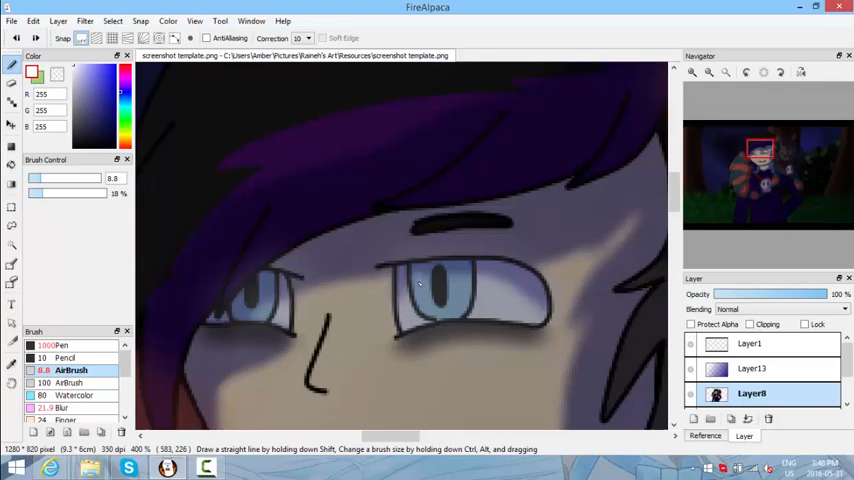 FireAlpaca
File Edit Layer Filters Select Snap Color View Tool Window Help
Snap AntiAliasing Correction 10 Soft Edge
Color
screenshot template.png - C:\Users\Amber\Pictures\Raineh's Art\Resources\screenshot template.png
Navigator
R 255
G 255
B 255
Brush Control
8.8
18 %
Layer
Opacity 100 %
Blending Normal
Protect Alpha Clipping Lock
Brush
1000 Pen
10 Pencil
8.8 AirBrush
100 AirBrush
80 Watercolor
21.9 Blur
24 Finger
Layer1
Layer13
Layer8
Reference Layer
1280 * 820 pixel (9.3 * 6cm) 350 dpi 400 % ( 583, 226 ) Draw a straight line by holding down Shift, Change a brush size by holding down Ctrl, Alt, and dragging
ENG 3:40 PM
US 2016-05-31